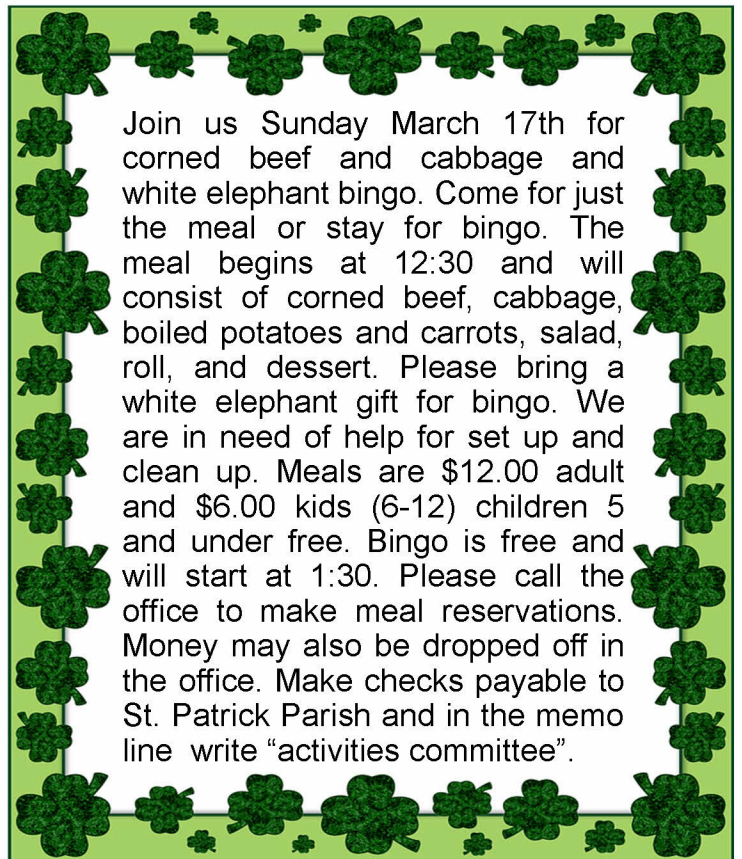 Join us Sunday March 17th for
corned beef and cabbage and
white elephant bingo. Come for just
the meal or stay for bingo. The
meal begins at 12:30 and will
consist of corned beef, cabbage,
boiled potatoes and carrots, salad,
roll, and dessert. Please bring a
white elephant gift for bingo. We
are in need of help for set up and
clean up. Meals are $12.00 adult
and $6.00 kids (6-12) children 5
and under free. Bingo is free and
will start at 1:30. Please call the
office to make meal reservations.
Money may also be dropped off in
the office. Make checks payable to
St. Patrick Parish and in the memo
line write “activities committee”.